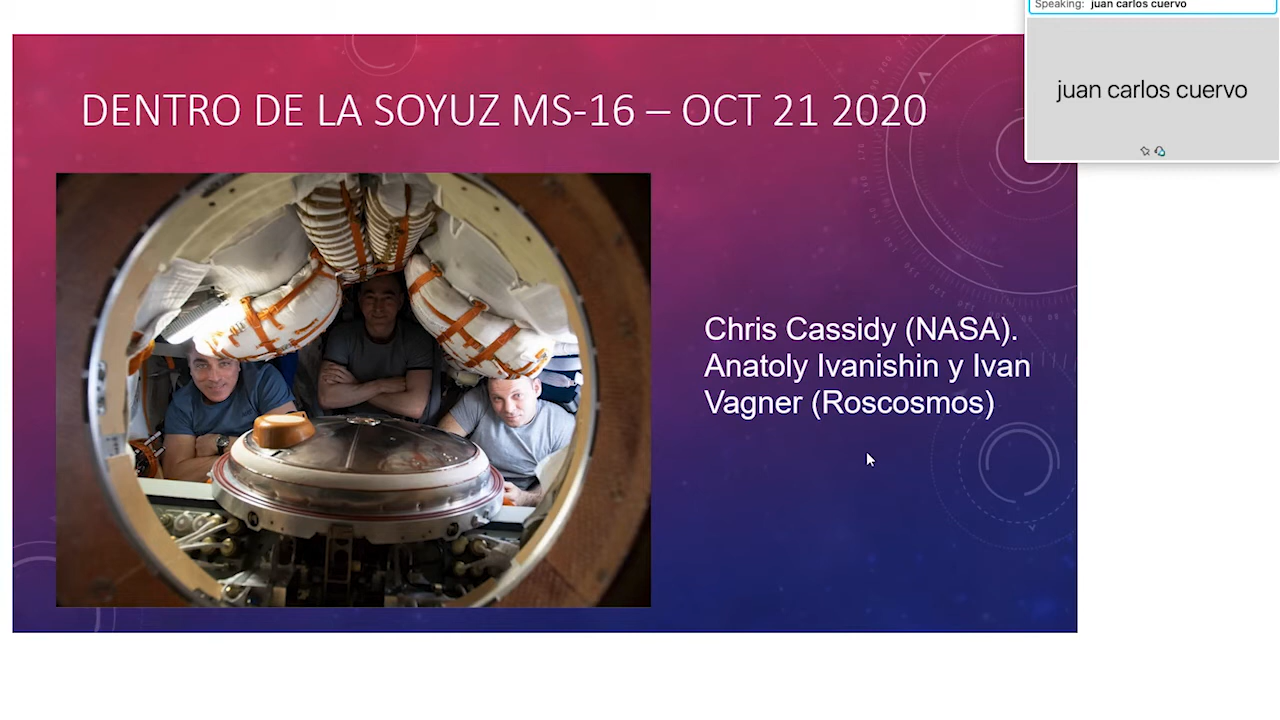 Speaking: juan carlos cuervo
juan carlos cuervo
DENTRO DE LA SOYUZ MS-16 – OCT 21 2020
Chris Cassidy (NASA).
Anatoly Ivanishin y Ivan
Vagner (Roscosmos)